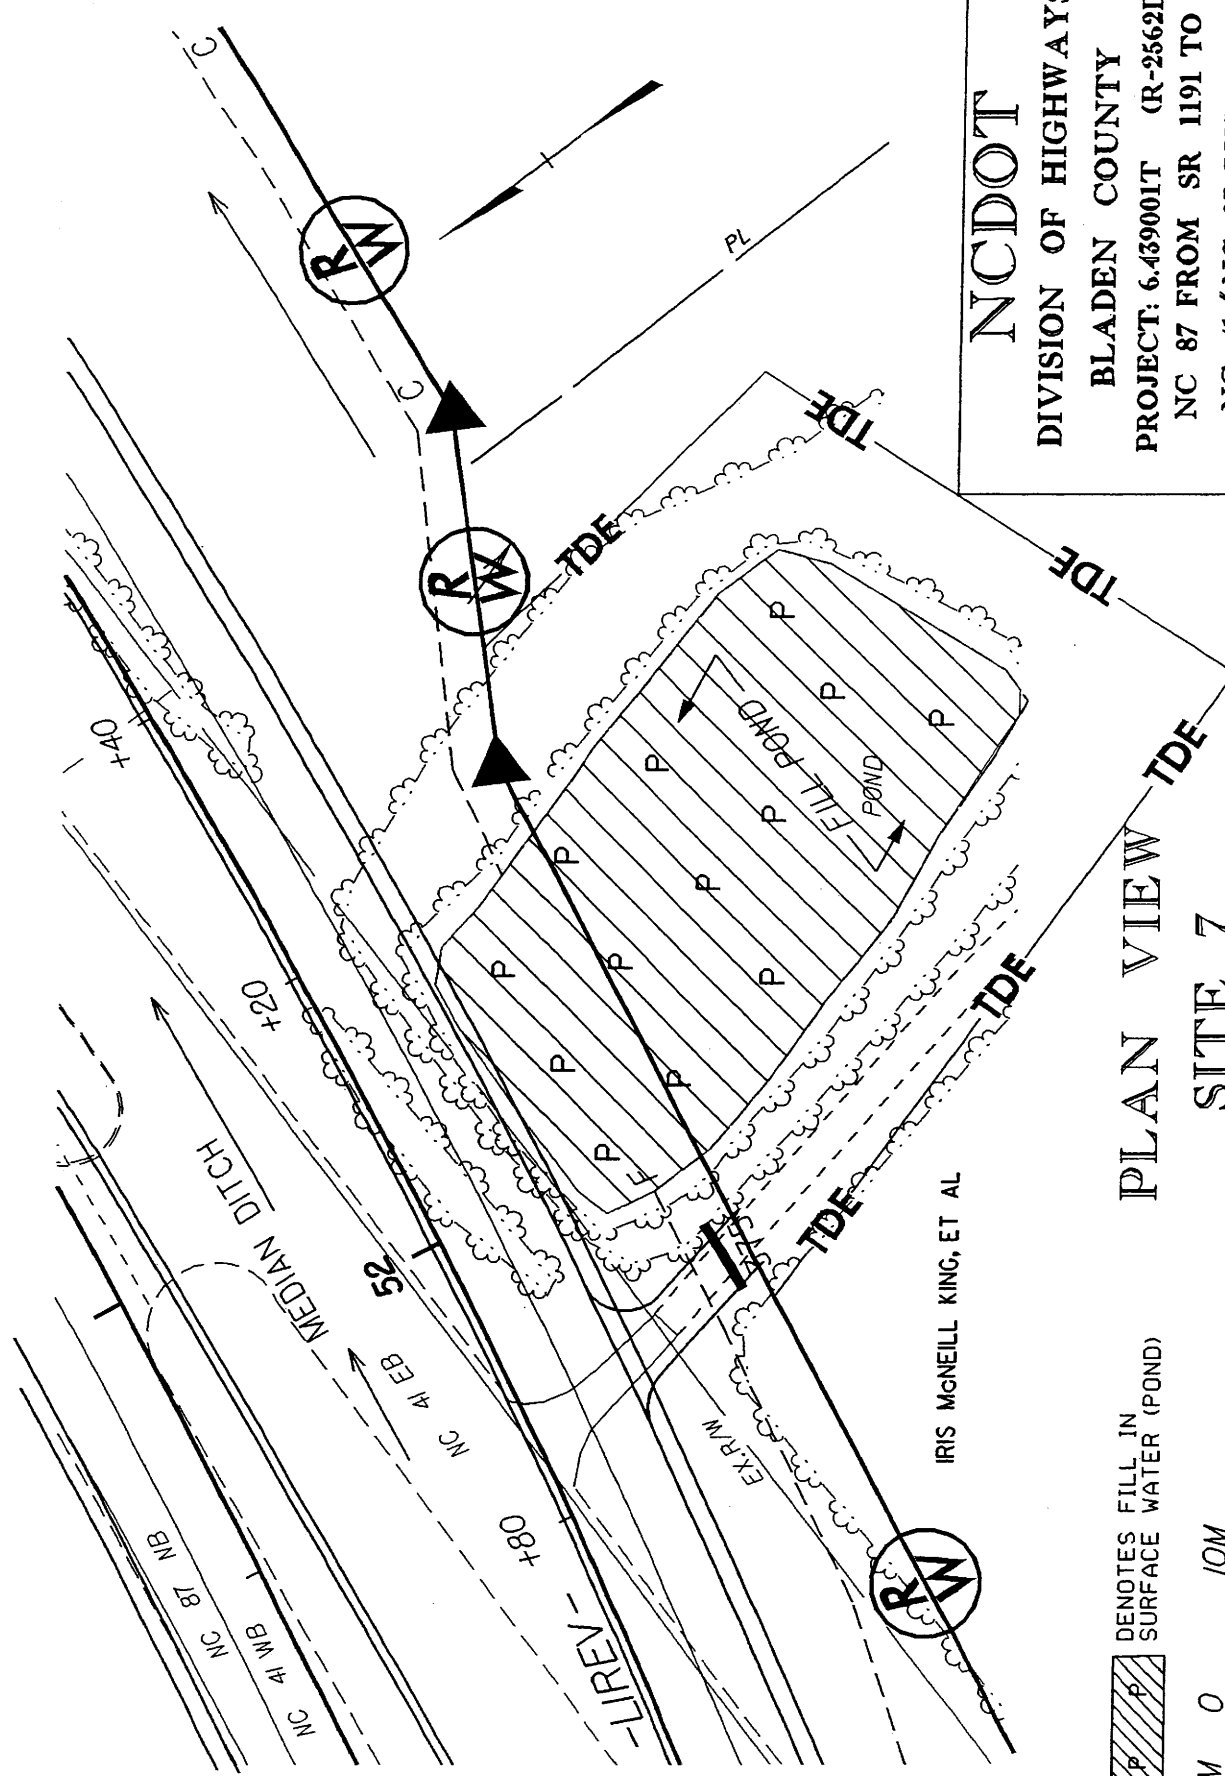 NCDOT
DIVISION OF HIGHWAYS
BLADEN COUNTY
PROJECT: 6.439001T (R-2562D
NC 87 FROM SR 1191 TO
PLAN VIEW
SITE 7
DENOTES FILL IN
SURFACE WATER (POND)
P P
M 0 10M
NC 87 NB
NC 41 WB
NC 41 EB
MEDIAN DITCH
-L1REV-
+80
52
+20
+40
EX.R/W
IRIS McNEILL KING, ET AL
R
W
R
W
R
W
C
C
PL
TDE
TDE
TDE
TDE
TDE
TDE
FILL POND
POND
F
P
P
P
P
P
P
P
P
P
P
P
P
P